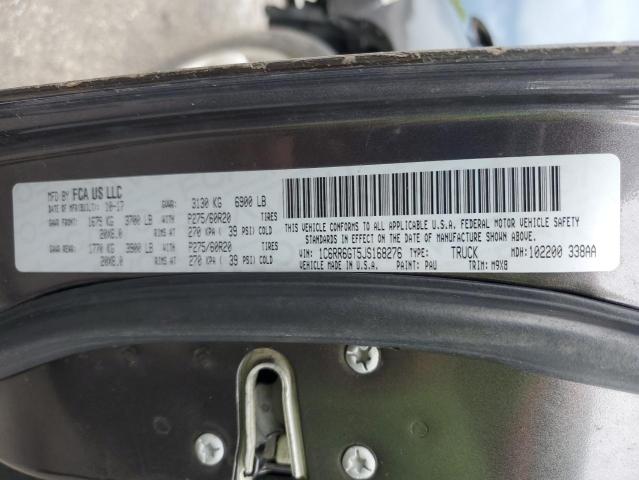 MFD BY FCA US LLC
DATE OF MFR(BUILT): 10-17 GVWR: 3130 KG 6900 LB
GAWR FRONT: 1679 KG 3700 LB WITH P275/60R20 TIRES
20X8.0 RIMS AT 270 KPA ( 39 PSI) COLD
GAWR REAR: 1770 KG 3900 LB WITH P275/60R20 TIRES
20X8.0 RIMS AT 270 KPA ( 39 PSI) COLD
THIS VEHICLE CONFORMS TO ALL APPLICABLE U.S.A. FEDERAL MOTOR VEHICLE SAFETY
STANDARDS IN EFFECT ON THE DATE OF MANUFACTURE SHOWN ABOVE.
VIN: 1C6RR6GT5JS168276 TYPE: TRUCK MDH:102200 338AA
VEHICLE MADE IN U.S.A. PAINT: PAU TRIM: M9X8